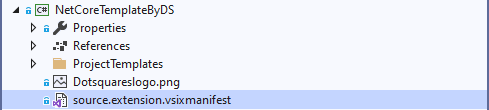 C# NetCoreTemplateByDS
Properties
References
ProjectTemplates
Dotsquareslogo.png
source.extension.vsixmanifest